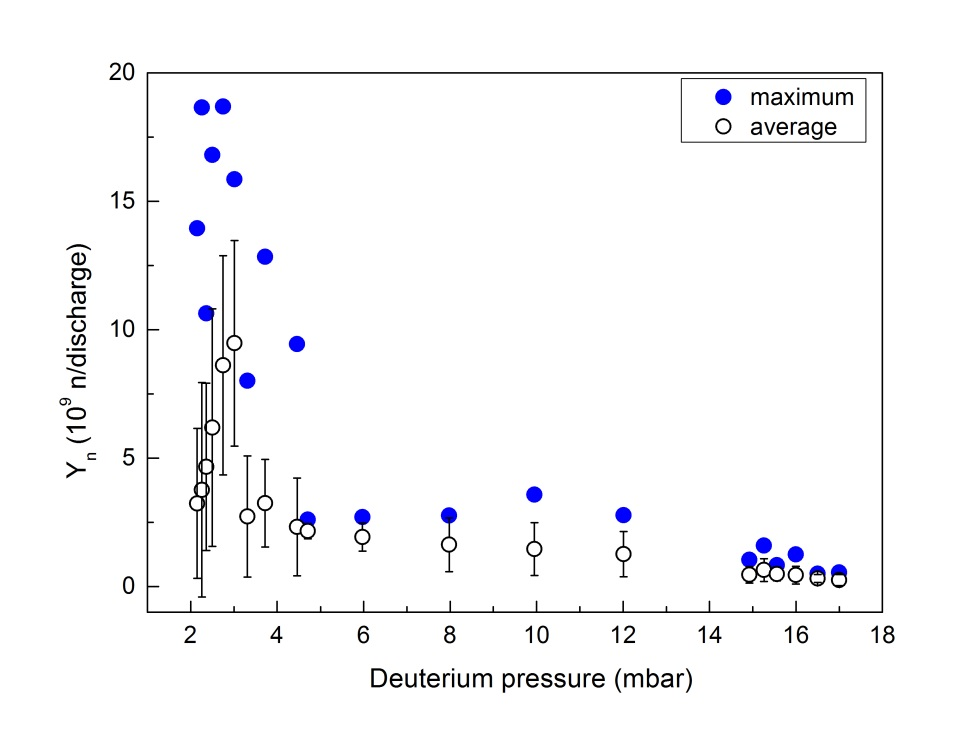 maximum
average
20
15
10
5
0
Yn (10^9 n/discharge)
2 4 6 8 10 12 14 16 18
Deuterium pressure (mbar)